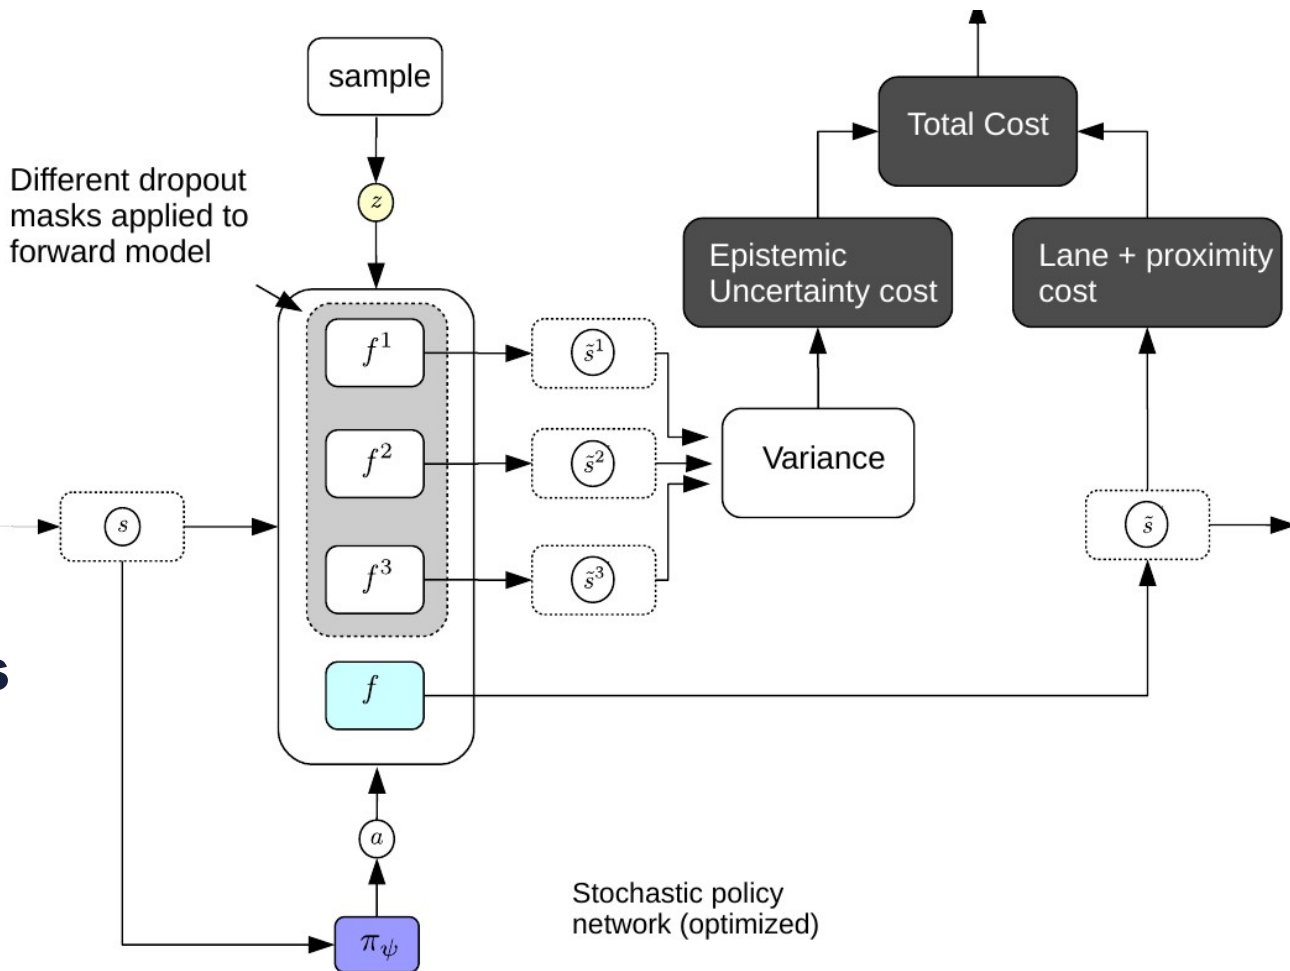 sample
z
Different dropout
masks applied to
forward model
f¹
f²
f³
f
s
s̃¹
s̃²
s̃³
Variance
Epistemic
Uncertainty cost
Total Cost
Lane + proximity
cost
s̃
s
a
π_ψ
Stochastic policy
network (optimized)